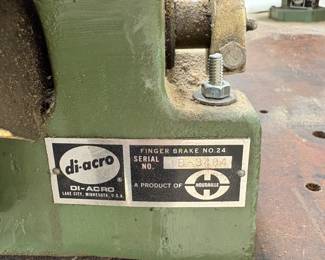 di-acro
DI-ACRO
LAKE CITY, MINNESOTA, U.S.A.
FINGER BRAKE NO. 24
SERIAL NO.
A PRODUCT OF
H
HOUDAILLE